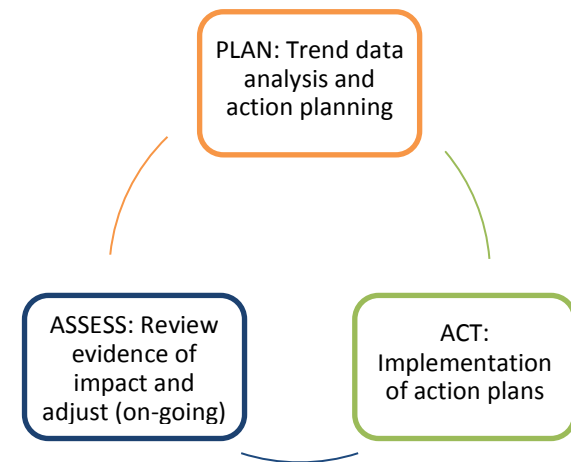 PLAN: Trend data
analysis and
action planning
ASSESS: Review
evidence of
impact and
adjust (on-going)
ACT:
Implementation
of action plans